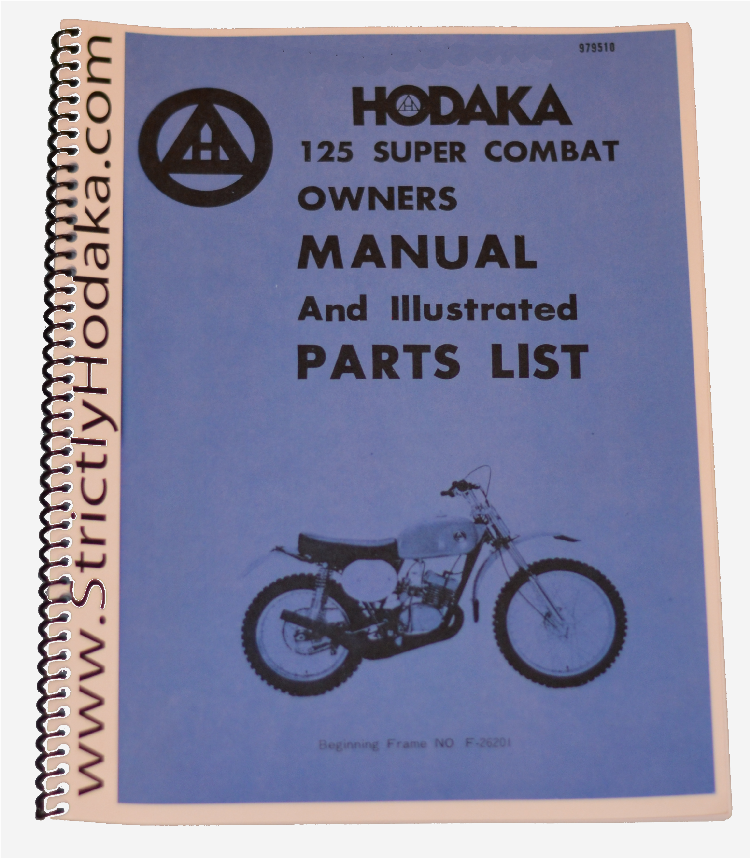 979510
HODAKA
125 SUPER COMBAT
OWNERS
MANUAL
And Illustrated
PARTS LIST
Beginning Frame NO F-26201
www.StrictlyHodaka.com